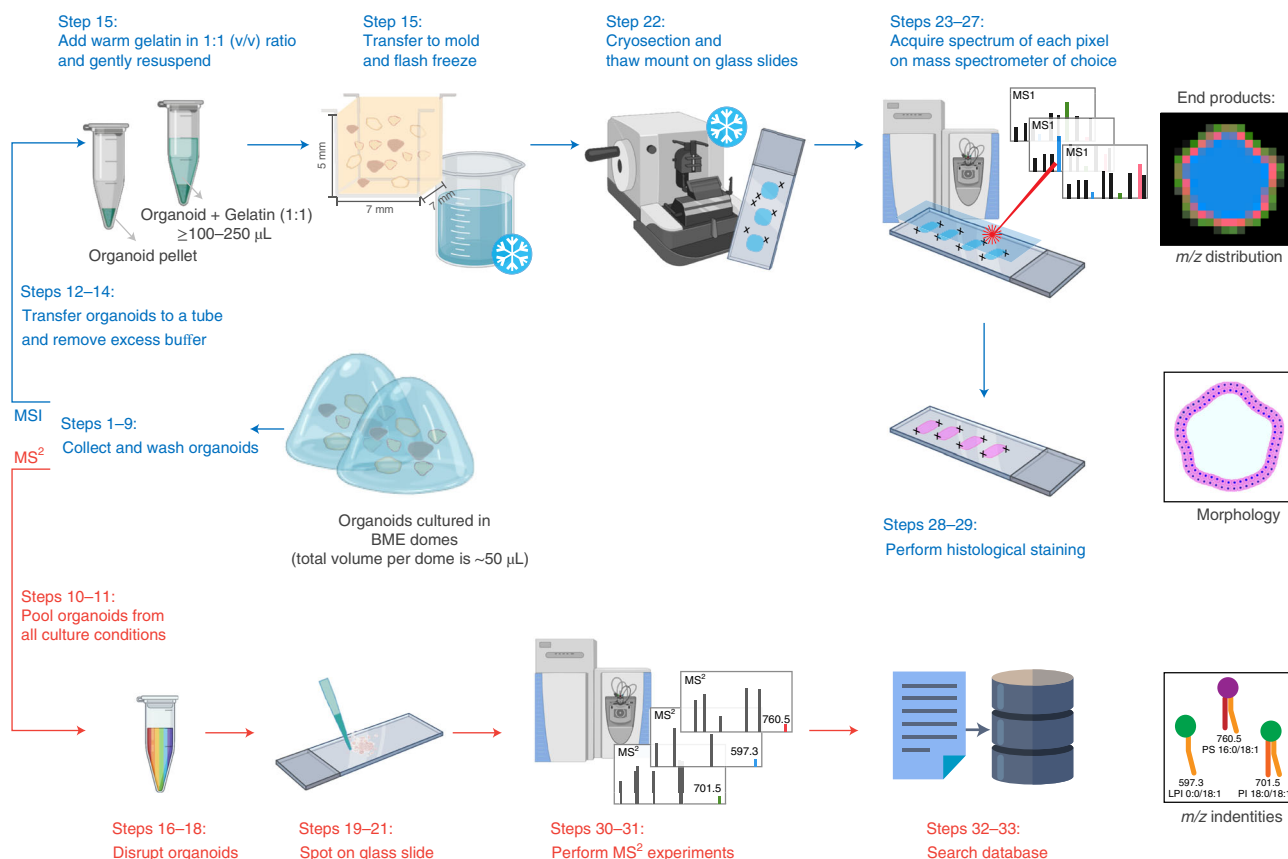 Step 15:
Add warm gelatin in 1:1 (v/v) ratio
and gently resuspend
Step 15:
Transfer to mold
and flash freeze
Step 22:
Cryosection and
thaw mount on glass slides
Steps 23–27:
Acquire spectrum of each pixel
on mass spectrometer of choice
MS1
MS1
MS1
End products:
m/z distribution
5 mm
7 mm
7 mm
Organoid + Gelatin (1:1)
≥100–250 µL
Organoid pellet
Steps 12–14:
Transfer organoids to a tube
and remove excess buffer
MSI
Steps 1–9:
Collect and wash organoids
MS²
Organoids cultured in
BME domes
(total volume per dome is ~50 µL)
Steps 28–29:
Perform histological staining
Morphology
Steps 10–11:
Pool organoids from
all culture conditions
MS²
760.5
MS²
597.3
MS²
701.5
760.5
PS 16:0/18:1
597.3
LPI 0:0/18:1
701.5
PI 18:0/18:1
m/z indentities
Steps 16–18:
Disrupt organoids
Steps 19–21:
Spot on glass slide
Steps 30–31:
Perform MS² experiments
Steps 32–33:
Search database